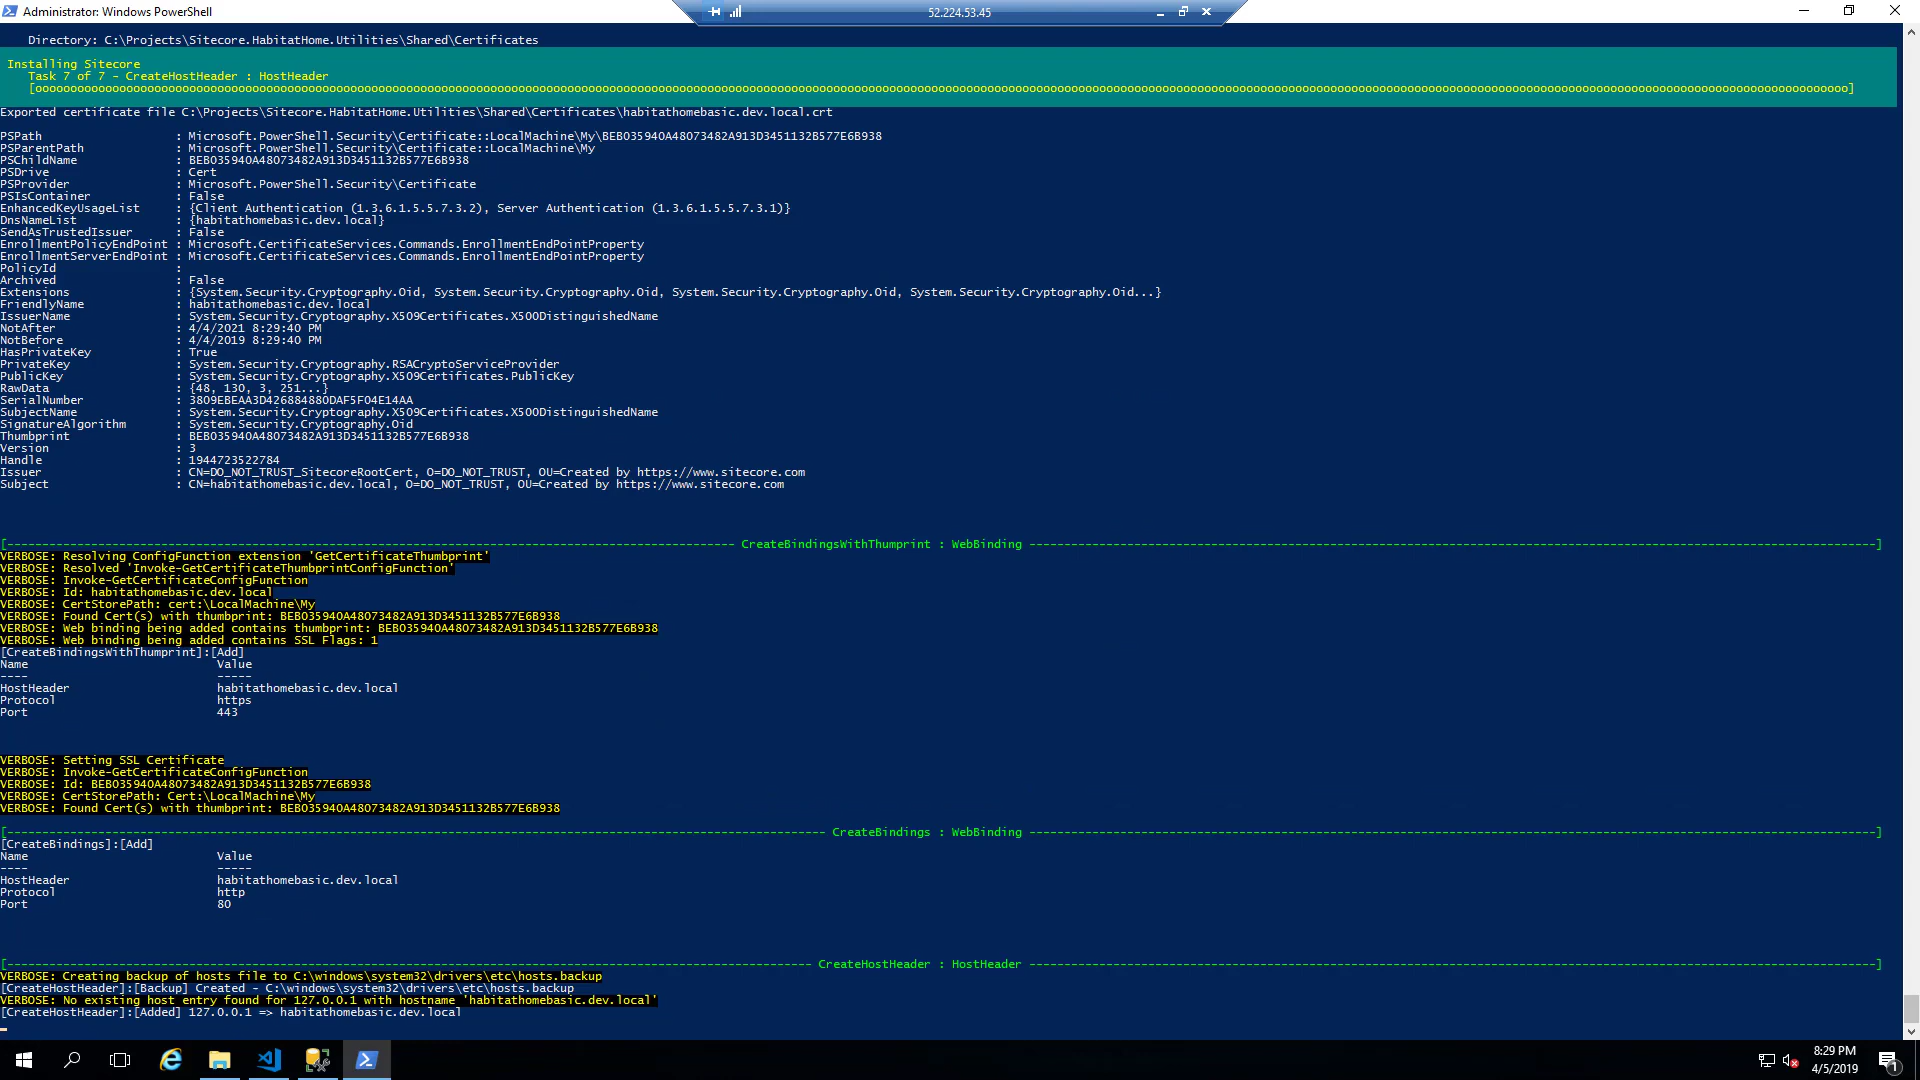 Administrator: Windows PowerShell
52.224.53.45
Directory: C:\Projects\Sitecore.HabitatHome.Utilities\Shared\Certificates
Installing Sitecore
Task 7 of 7 - CreateHostHeader : HostHeader
Exported certificate file C:\Projects\Sitecore.HabitatHome.Utilities\Shared\Certificates\habitathomebasic.dev.local.crt
PSPath : Microsoft.PowerShell.Security\Certificate::LocalMachine\My\BEB035940A48073482A913D3451132B577E6B938
PSParentPath : Microsoft.PowerShell.Security\Certificate::LocalMachine\My
PSChildName : BEB035940A48073482A913D3451132B577E6B938
PSDrive : Cert
PSProvider : Microsoft.PowerShell.Security\Certificate
PSIsContainer : False
EnhancedKeyUsageList : {Client Authentication (1.3.6.1.5.5.7.3.2), Server Authentication (1.3.6.1.5.5.7.3.1)}
DnsNameList : {habitathomebasic.dev.local}
SendAsTrustedIssuer : False
EnrollmentPolicyEndPoint : Microsoft.CertificateServices.Commands.EnrollmentEndPointProperty
EnrollmentServerEndPoint : Microsoft.CertificateServices.Commands.EnrollmentEndPointProperty
PolicyId :
Archived : False
Extensions : {System.Security.Cryptography.Oid, System.Security.Cryptography.Oid, System.Security.Cryptography.Oid, System.Security.Cryptography.Oid...}
FriendlyName : habitathomebasic.dev.local
IssuerName : System.Security.Cryptography.X509Certificates.X500DistinguishedName
NotAfter : 4/4/2021 8:29:40 PM
NotBefore : 4/4/2019 8:29:40 PM
HasPrivateKey : True
PrivateKey : System.Security.Cryptography.RSACryptoServiceProvider
PublicKey : System.Security.Cryptography.X509Certificates.PublicKey
RawData : {48, 130, 3, 251...}
SerialNumber : 3809EBEAA3D426884880DAF5F04E14AA
SubjectName : System.Security.Cryptography.X509Certificates.X500DistinguishedName
SignatureAlgorithm : System.Security.Cryptography.Oid
Thumbprint : BEB035940A48073482A913D3451132B577E6B938
Version : 3
Handle : 1944723522784
Issuer : CN=DO_NOT_TRUST_SitecoreRootCert, O=DO_NOT_TRUST, OU=Created by https://www.sitecore.com
Subject : CN=habitathomebasic.dev.local, O=DO_NOT_TRUST, OU=Created by https://www.sitecore.com
[--- CreateBindingsWithThumprint : WebBinding ---]
VERBOSE: Resolving ConfigFunction extension 'GetCertificateThumbprint'
VERBOSE: Resolved 'Invoke-GetCertificateThumbprintConfigFunction'
VERBOSE: Invoke-GetCertificateConfigFunction
VERBOSE: Id: habitathomebasic.dev.local
VERBOSE: CertStorePath: cert:\LocalMachine\My
VERBOSE: Found Cert(s) with thumbprint: BEB035940A48073482A913D3451132B577E6B938
VERBOSE: Web binding being added contains thumbprint: BEB035940A48073482A913D3451132B577E6B938
VERBOSE: Web binding being added contains SSL Flags: 1
[CreateBindingsWithThumprint]:[Add]
Name Value
---- -----
HostHeader habitathomebasic.dev.local
Protocol https
Port 443
VERBOSE: Setting SSL Certificate
VERBOSE: Invoke-GetCertificateConfigFunction
VERBOSE: Id: BEB035940A48073482A913D3451132B577E6B938
VERBOSE: CertStorePath: Cert:\LocalMachine\My
VERBOSE: Found Cert(s) with thumbprint: BEB035940A48073482A913D3451132B577E6B938
[--- CreateBindings : WebBinding ---]
[CreateBindings]:[Add]
Name Value
---- -----
HostHeader habitathomebasic.dev.local
Protocol http
Port 80
[--- CreateHostHeader : HostHeader ---]
VERBOSE: Creating backup of hosts file to C:\windows\system32\drivers\etc\hosts.backup
[CreateHostHeader]:[Backup] Created - C:\windows\system32\drivers\etc\hosts.backup
VERBOSE: No existing host entry found for 127.0.0.1 with hostname 'habitathomebasic.dev.local'
[CreateHostHeader]:[Added] 127.0.0.1 => habitathomebasic.dev.local
8:29 PM
4/5/2019
1